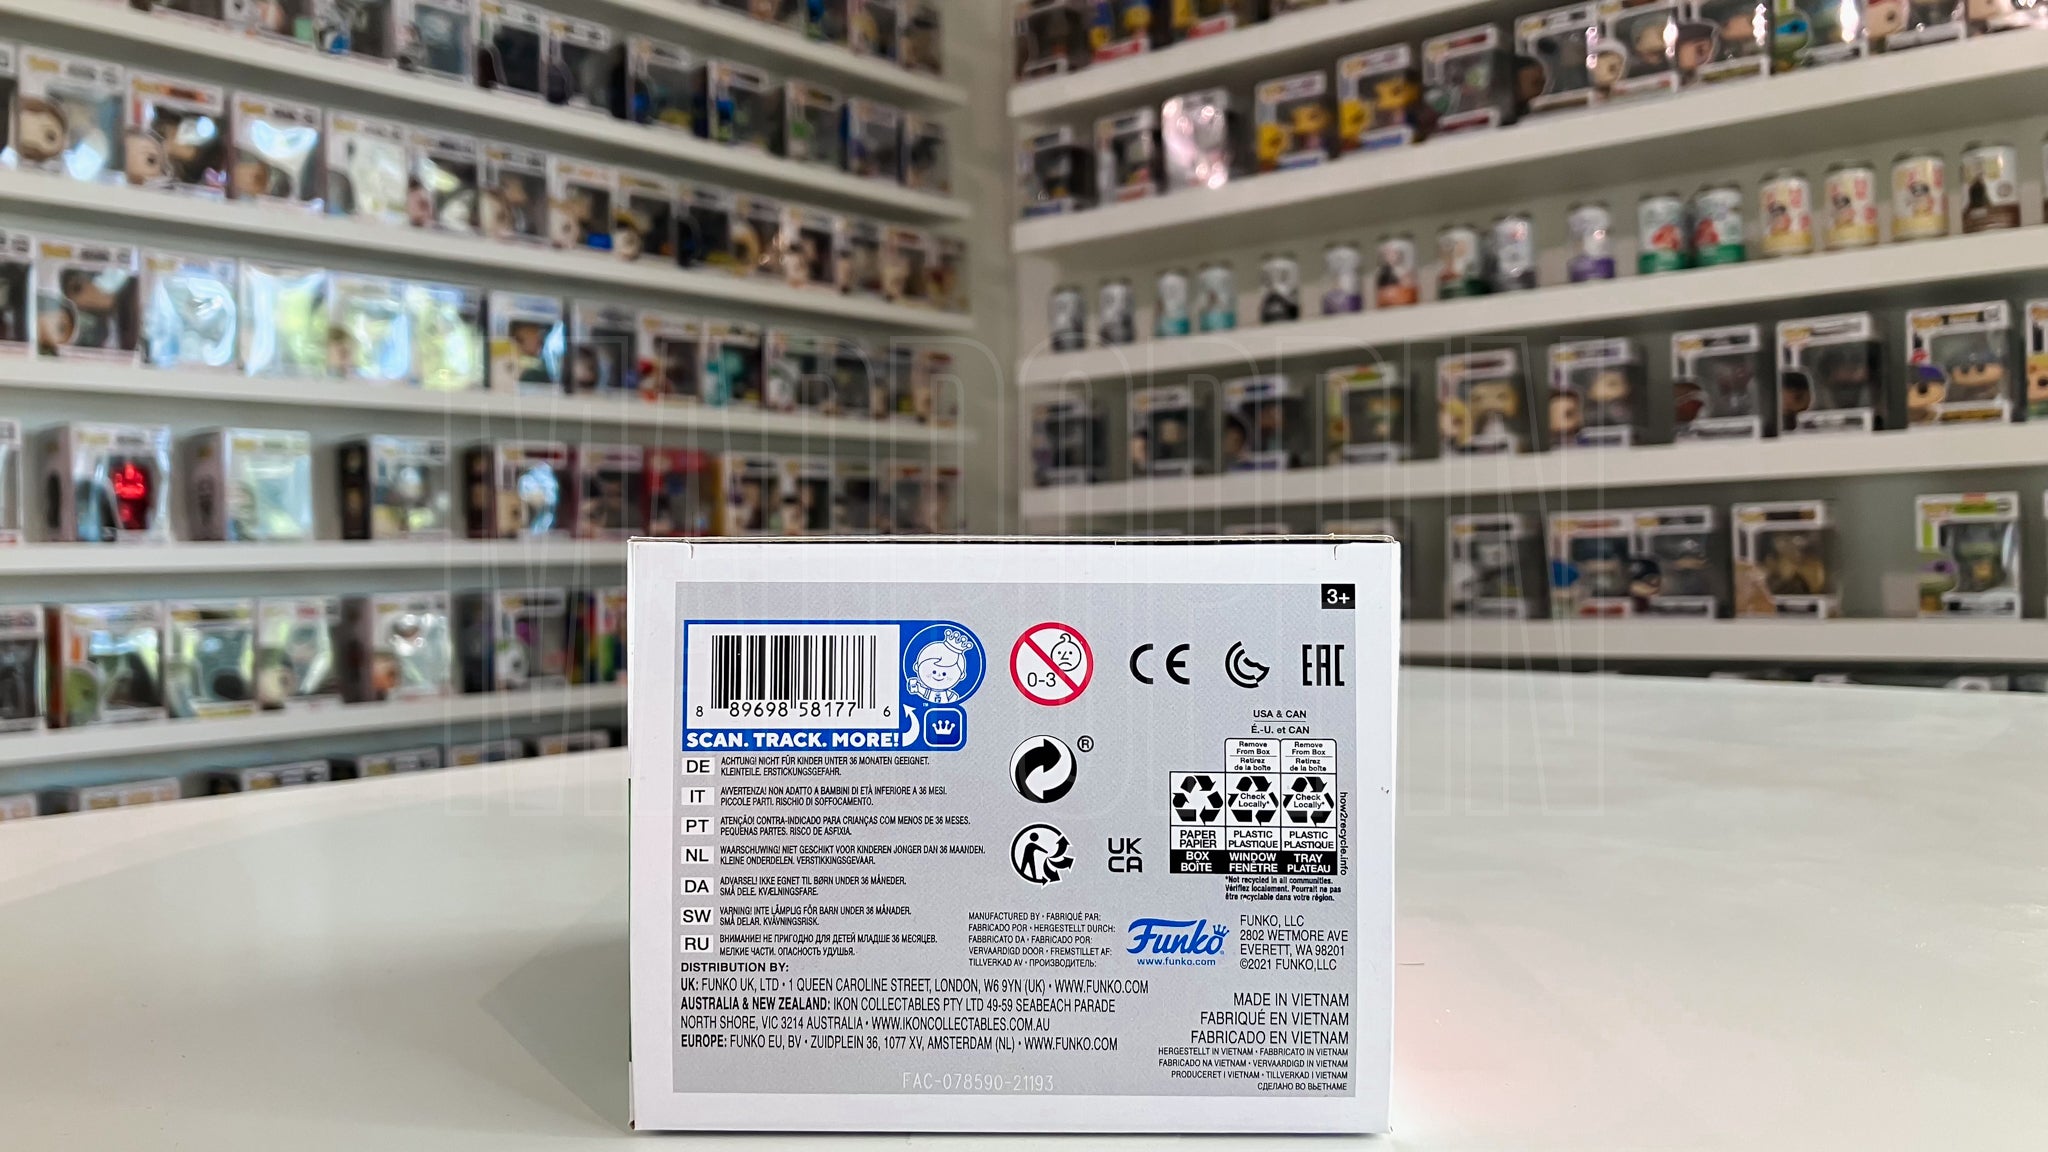 3+
8 89698 58177 6
SCAN. TRACK. MORE!
™
0-3
CE
EAC
USA & CAN
É.-U. et CAN
Remove From Box
Retirez de la boîte
Remove From Box
Retirez de la boîte
Check Locally*
Check Locally*
PAPER
PAPIER
PLASTIC
PLASTIQUE
PLASTIC
PLASTIQUE
BOX
BOÎTE
WINDOW
FENÊTRE
TRAY
PLATEAU
how2recycle.info
*Not recycled in all communities.
Vérifiez localement. Pourrait ne pas
être recyclable dans votre région.
®
UK
CA
DE ACHTUNG! NICHT FÜR KINDER UNTER 36 MONATEN GEEIGNET.
KLEINTEILE. ERSTICKUNGSGEFAHR.
IT AVVERTENZA! NON ADATTO A BAMBINI DI ETÀ INFERIORE A 36 MESI.
PICCOLE PARTI. RISCHIO DI SOFFOCAMENTO.
PT ATENÇÃO! CONTRA-INDICADO PARA CRIANÇAS COM MENOS DE 36 MESES.
PEQUENAS PARTES. RISCO DE ASFIXIA.
NL WAARSCHUWING! NIET GESCHIKT VOOR KINDEREN JONGER DAN 36 MAANDEN.
KLEINE ONDERDELEN. VERSTIKKINGSGEVAAR.
DA ADVARSEL! IKKE EGNET TIL BØRN UNDER 36 MÅNEDER.
SMÅ DELE. KVÆLNINGSFARE.
SW VARNING! INTE LÄMPLIG FÖR BARN UNDER 36 MÅNADER.
SMÅ DELAR. KVÄVNINGSRISK.
RU ВНИМАНИЕ! НЕ ПРИГОДНО ДЛЯ ДЕТЕЙ МЛАДШЕ 36 МЕСЯЦЕВ.
МЕЛКИЕ ЧАСТИ. ОПАСНОСТЬ УДУШЬЯ.
MANUFACTURED BY • FABRIQUÉ PAR:
FABRICADO POR • HERGESTELLT DURCH:
FABBRICATO DA • FABRICADO POR:
VERVAARDIGD DOOR • FREMSTILLET AF:
TILLVERKAD AV • ПРОИЗВОДИТЕЛЬ:
Funko
www.funko.com
FUNKO, LLC
2802 WETMORE AVE
EVERETT, WA 98201
©2021 FUNKO,LLC
DISTRIBUTION BY:
UK: FUNKO UK, LTD • 1 QUEEN CAROLINE STREET, LONDON, W6 9YN (UK) • WWW.FUNKO.COM
AUSTRALIA & NEW ZEALAND: IKON COLLECTABLES PTY LTD 49-59 SEABEACH PARADE
NORTH SHORE, VIC 3214 AUSTRALIA • WWW.IKONCOLLECTABLES.COM.AU
EUROPE: FUNKO EU, BV • ZUIDPLEIN 36, 1077 XV, AMSTERDAM (NL) • WWW.FUNKO.COM
MADE IN VIETNAM
FABRIQUÉ EN VIETNAM
FABRICADO EN VIETNAM
HERGESTELLT IN VIETNAM • FABBRICATO IN VIETNAM
FABRICADO NA VIETNAM • VERVAARDIGD IN VIETNAM
PRODUCERET I VIETNAM • TILLVERKAD I VIETNAM
СДЕЛАНО ВО ВЬЕТНАМЕ
FAC-078590-21193